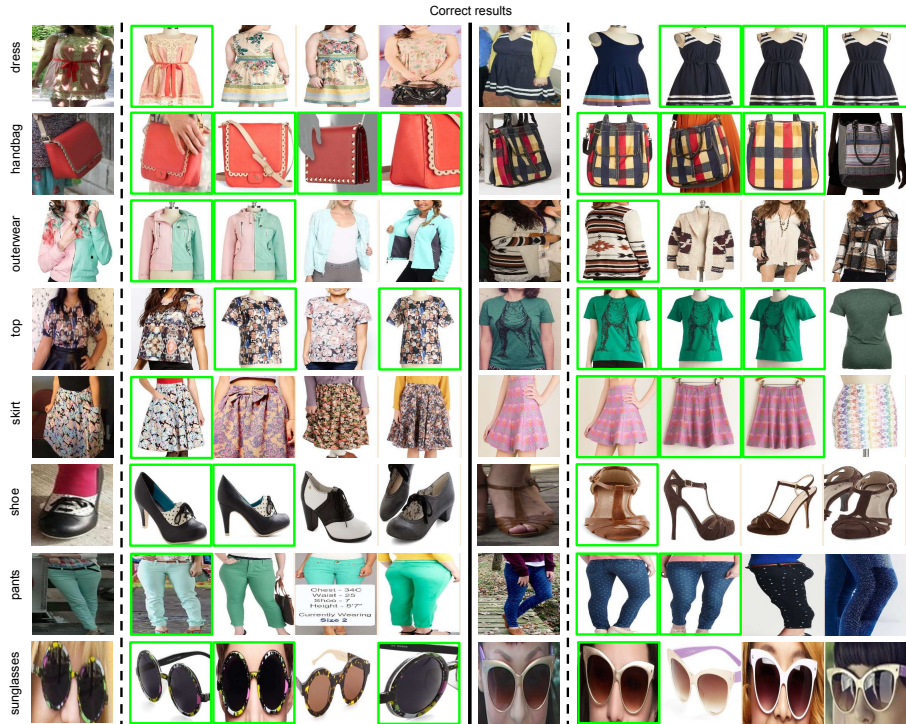 Correct results
dress
handbag
outerwear
top
skirt
shoe
pants
Chest - 34C
Waist - 25
Shoe - 7
Height - 5'7"
Currently Wearing
Size 2
sunglasses